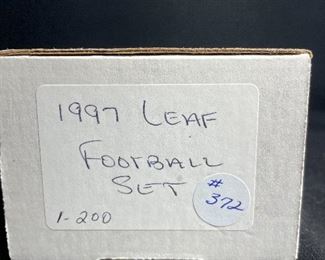 1997 LEAF
FOOTBALL
SET
#
372
1-200